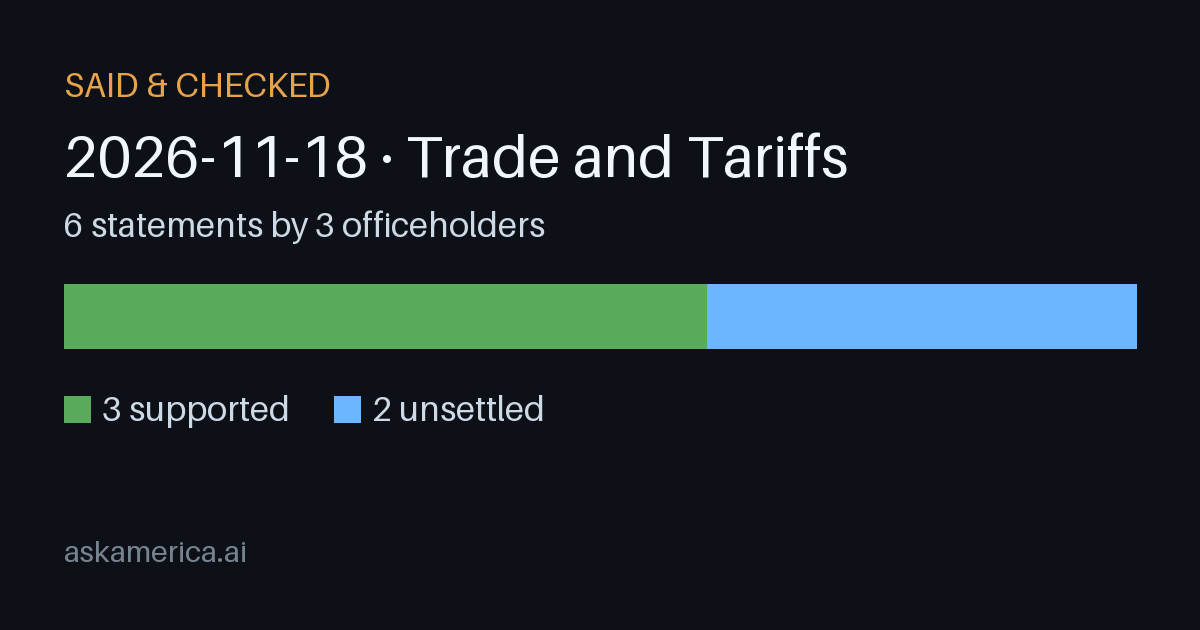 SAID & CHECKED
2026-11-18 · Trade and Tariffs
6 statements by 3 officeholders
3 supported 2 unsettled
askamerica.ai